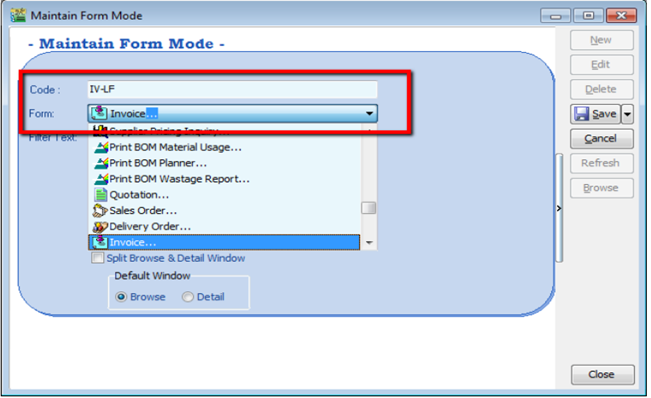 Maintain Form Mode
- Maintain Form Mode -
Code :
IV-LF
Form:
Invoice...
Filter Text:
Supplier Pricing Inquiry...
Print BOM Material Usage...
Print BOM Planner...
Print BOM Wastage Report...
Quotation...
Sales Order...
Delivery Order...
Invoice...
Split Browse & Detail Window
Default Window
Browse
Detail
New
Edit
Delete
Save
Cancel
Refresh
Browse
Close